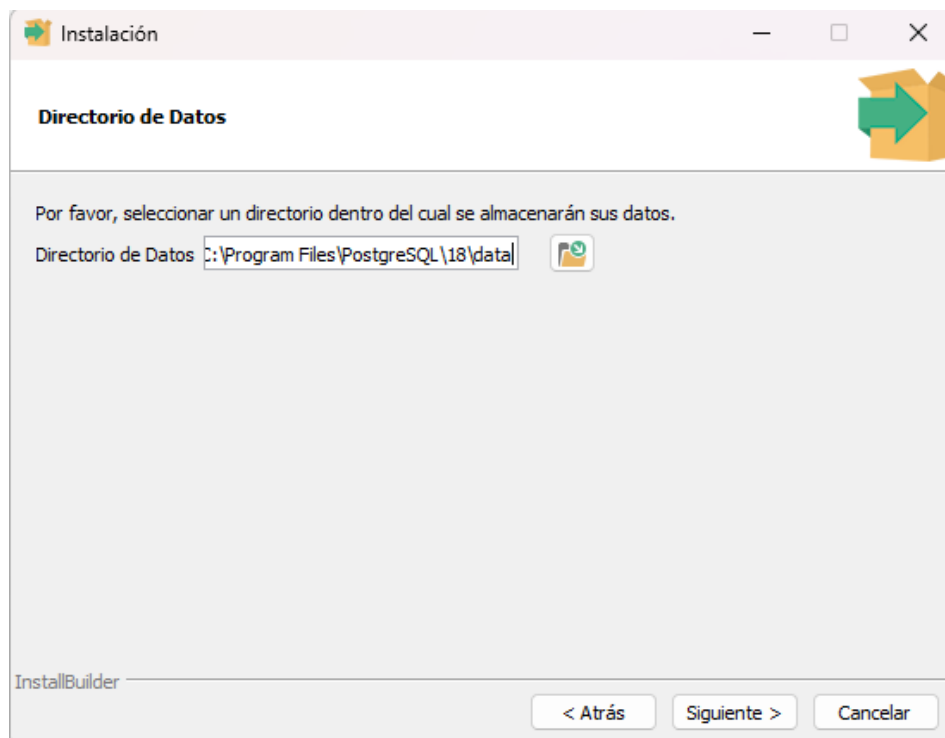 Instalación
Directorio de Datos
Por favor, seleccionar un directorio dentro del cual se almacenarán sus datos.
Directorio de Datos C:\Program Files\PostgreSQL\18\data
InstallBuilder
< Atrás Siguiente > Cancelar